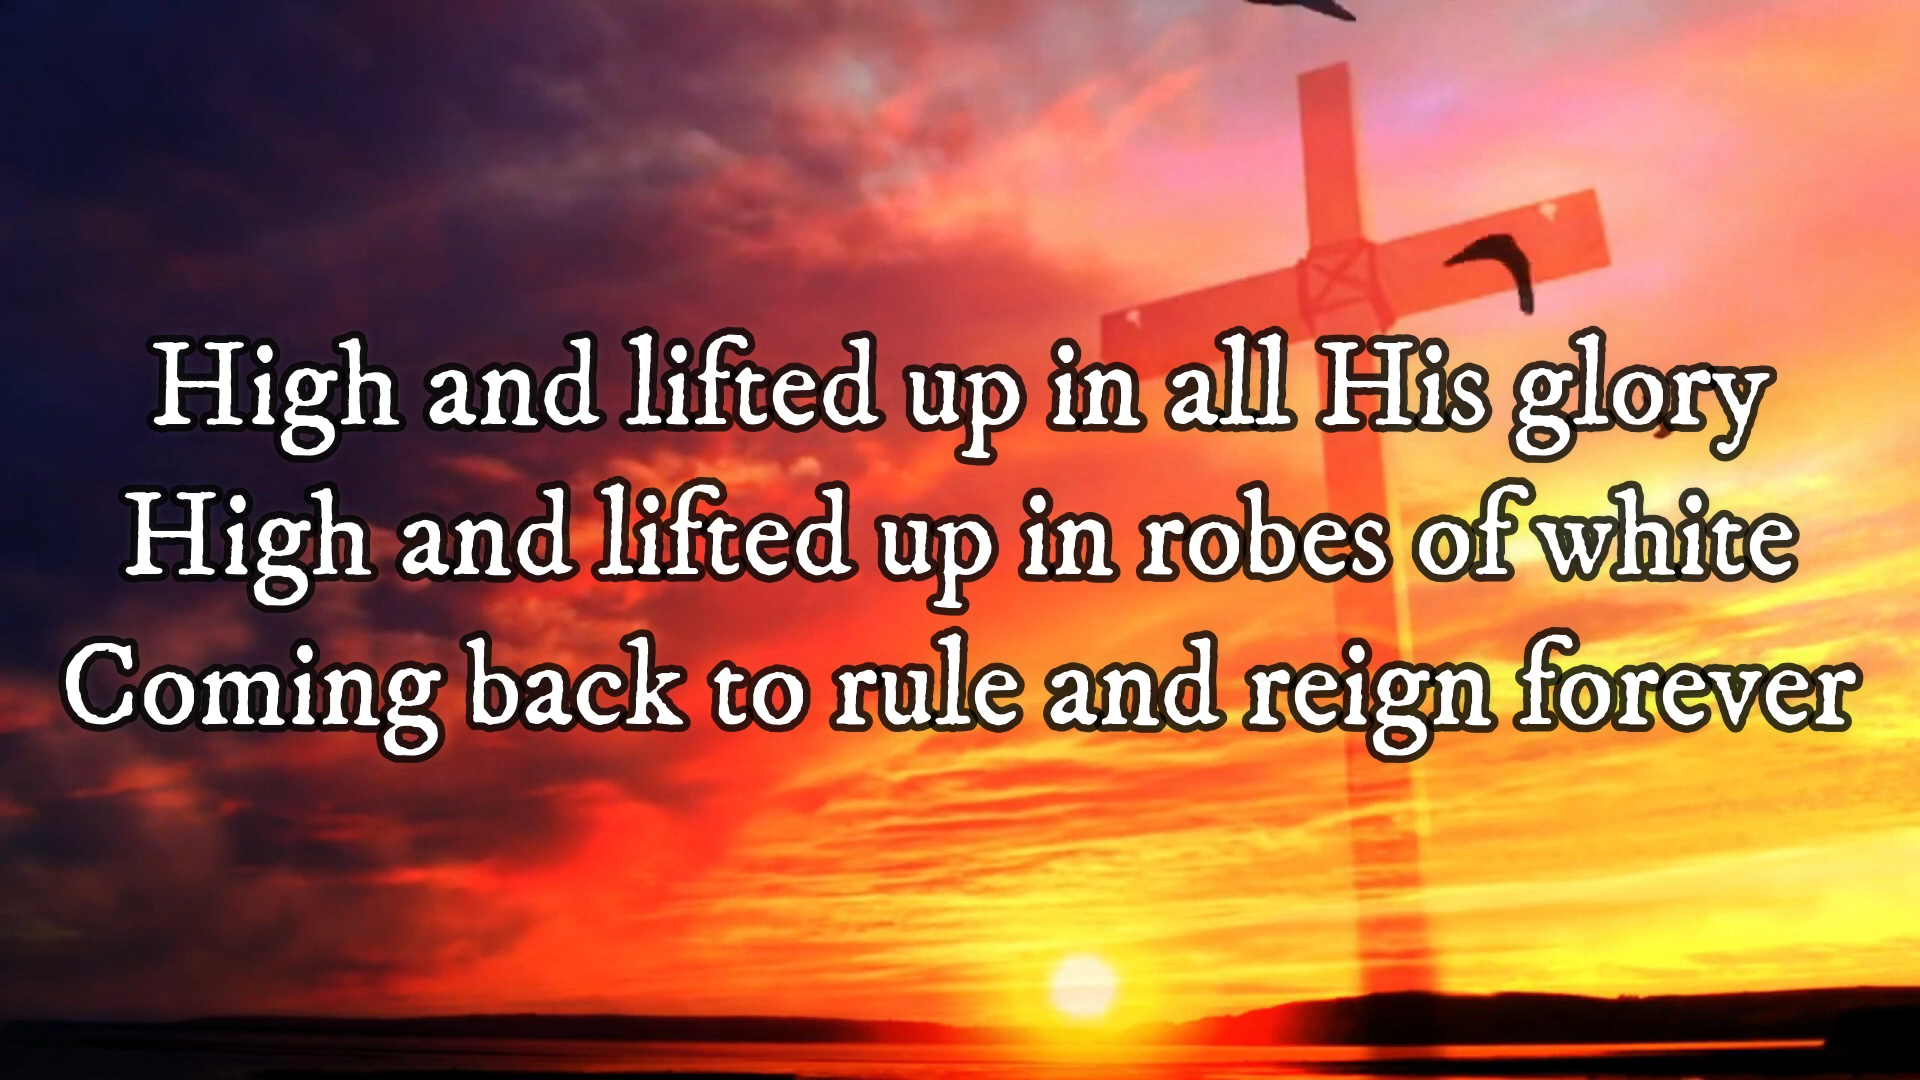 High and lifted up in all His glory
High and lifted up in robes of white
Coming back to rule and reign forever